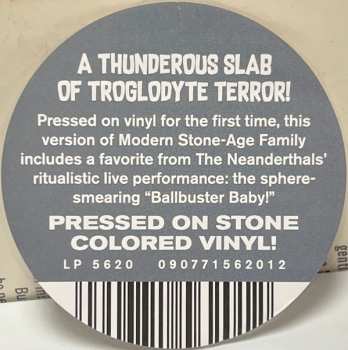 A THUNDEROUS SLAB
OF TROGLODYTE TERROR!
Pressed on vinyl for the first time, this
version of Modern Stone-Age Family
includes a favorite from The Neanderthals'
ritualistic live performance: the sphere-
smearing “Ballbuster Baby!”
PRESSED ON STONE
COLORED VINYL!
LP 5620 090771562012